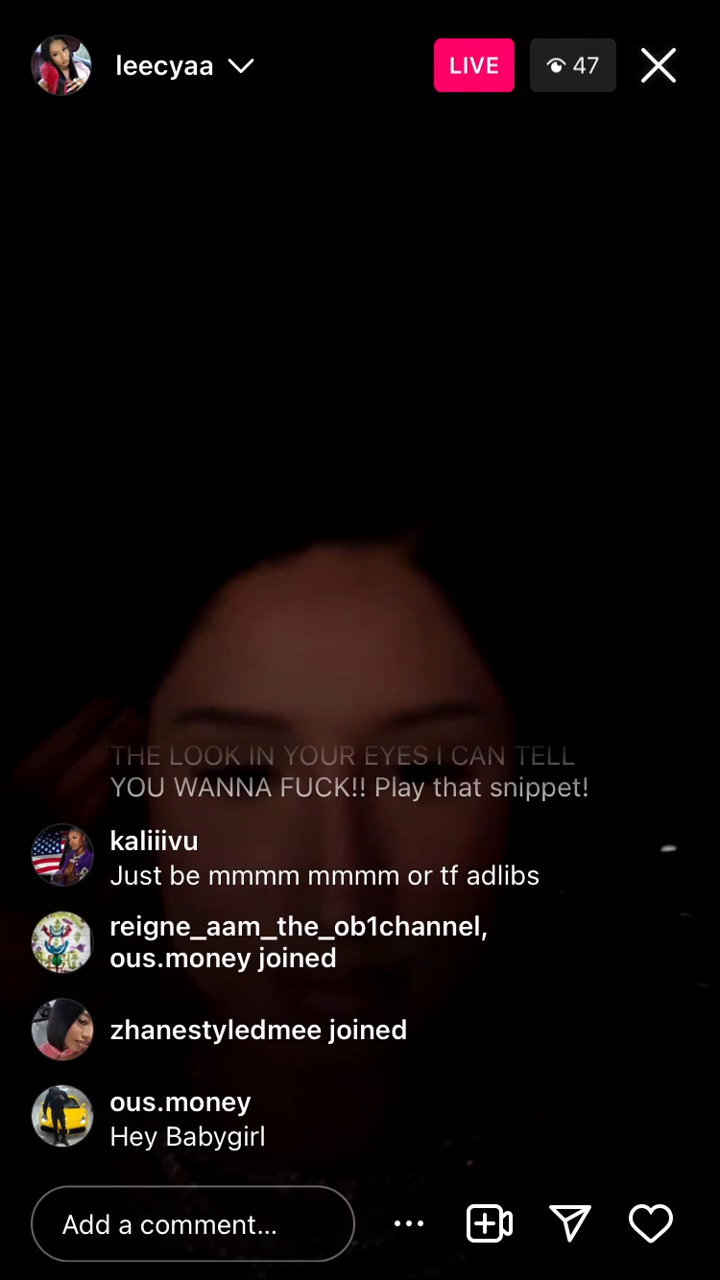 leecyaa
LIVE
47
THE LOOK IN YOUR EYES I CAN TELL
YOU WANNA FUCK!! Play that snippet!
kaliiivu
Just be mmmm mmmm or tf adlibs
reigne_aam_the_ob1channel,
ous.money joined
zhanestyledmee joined
ous.money
Hey Babygirl
Add a comment...